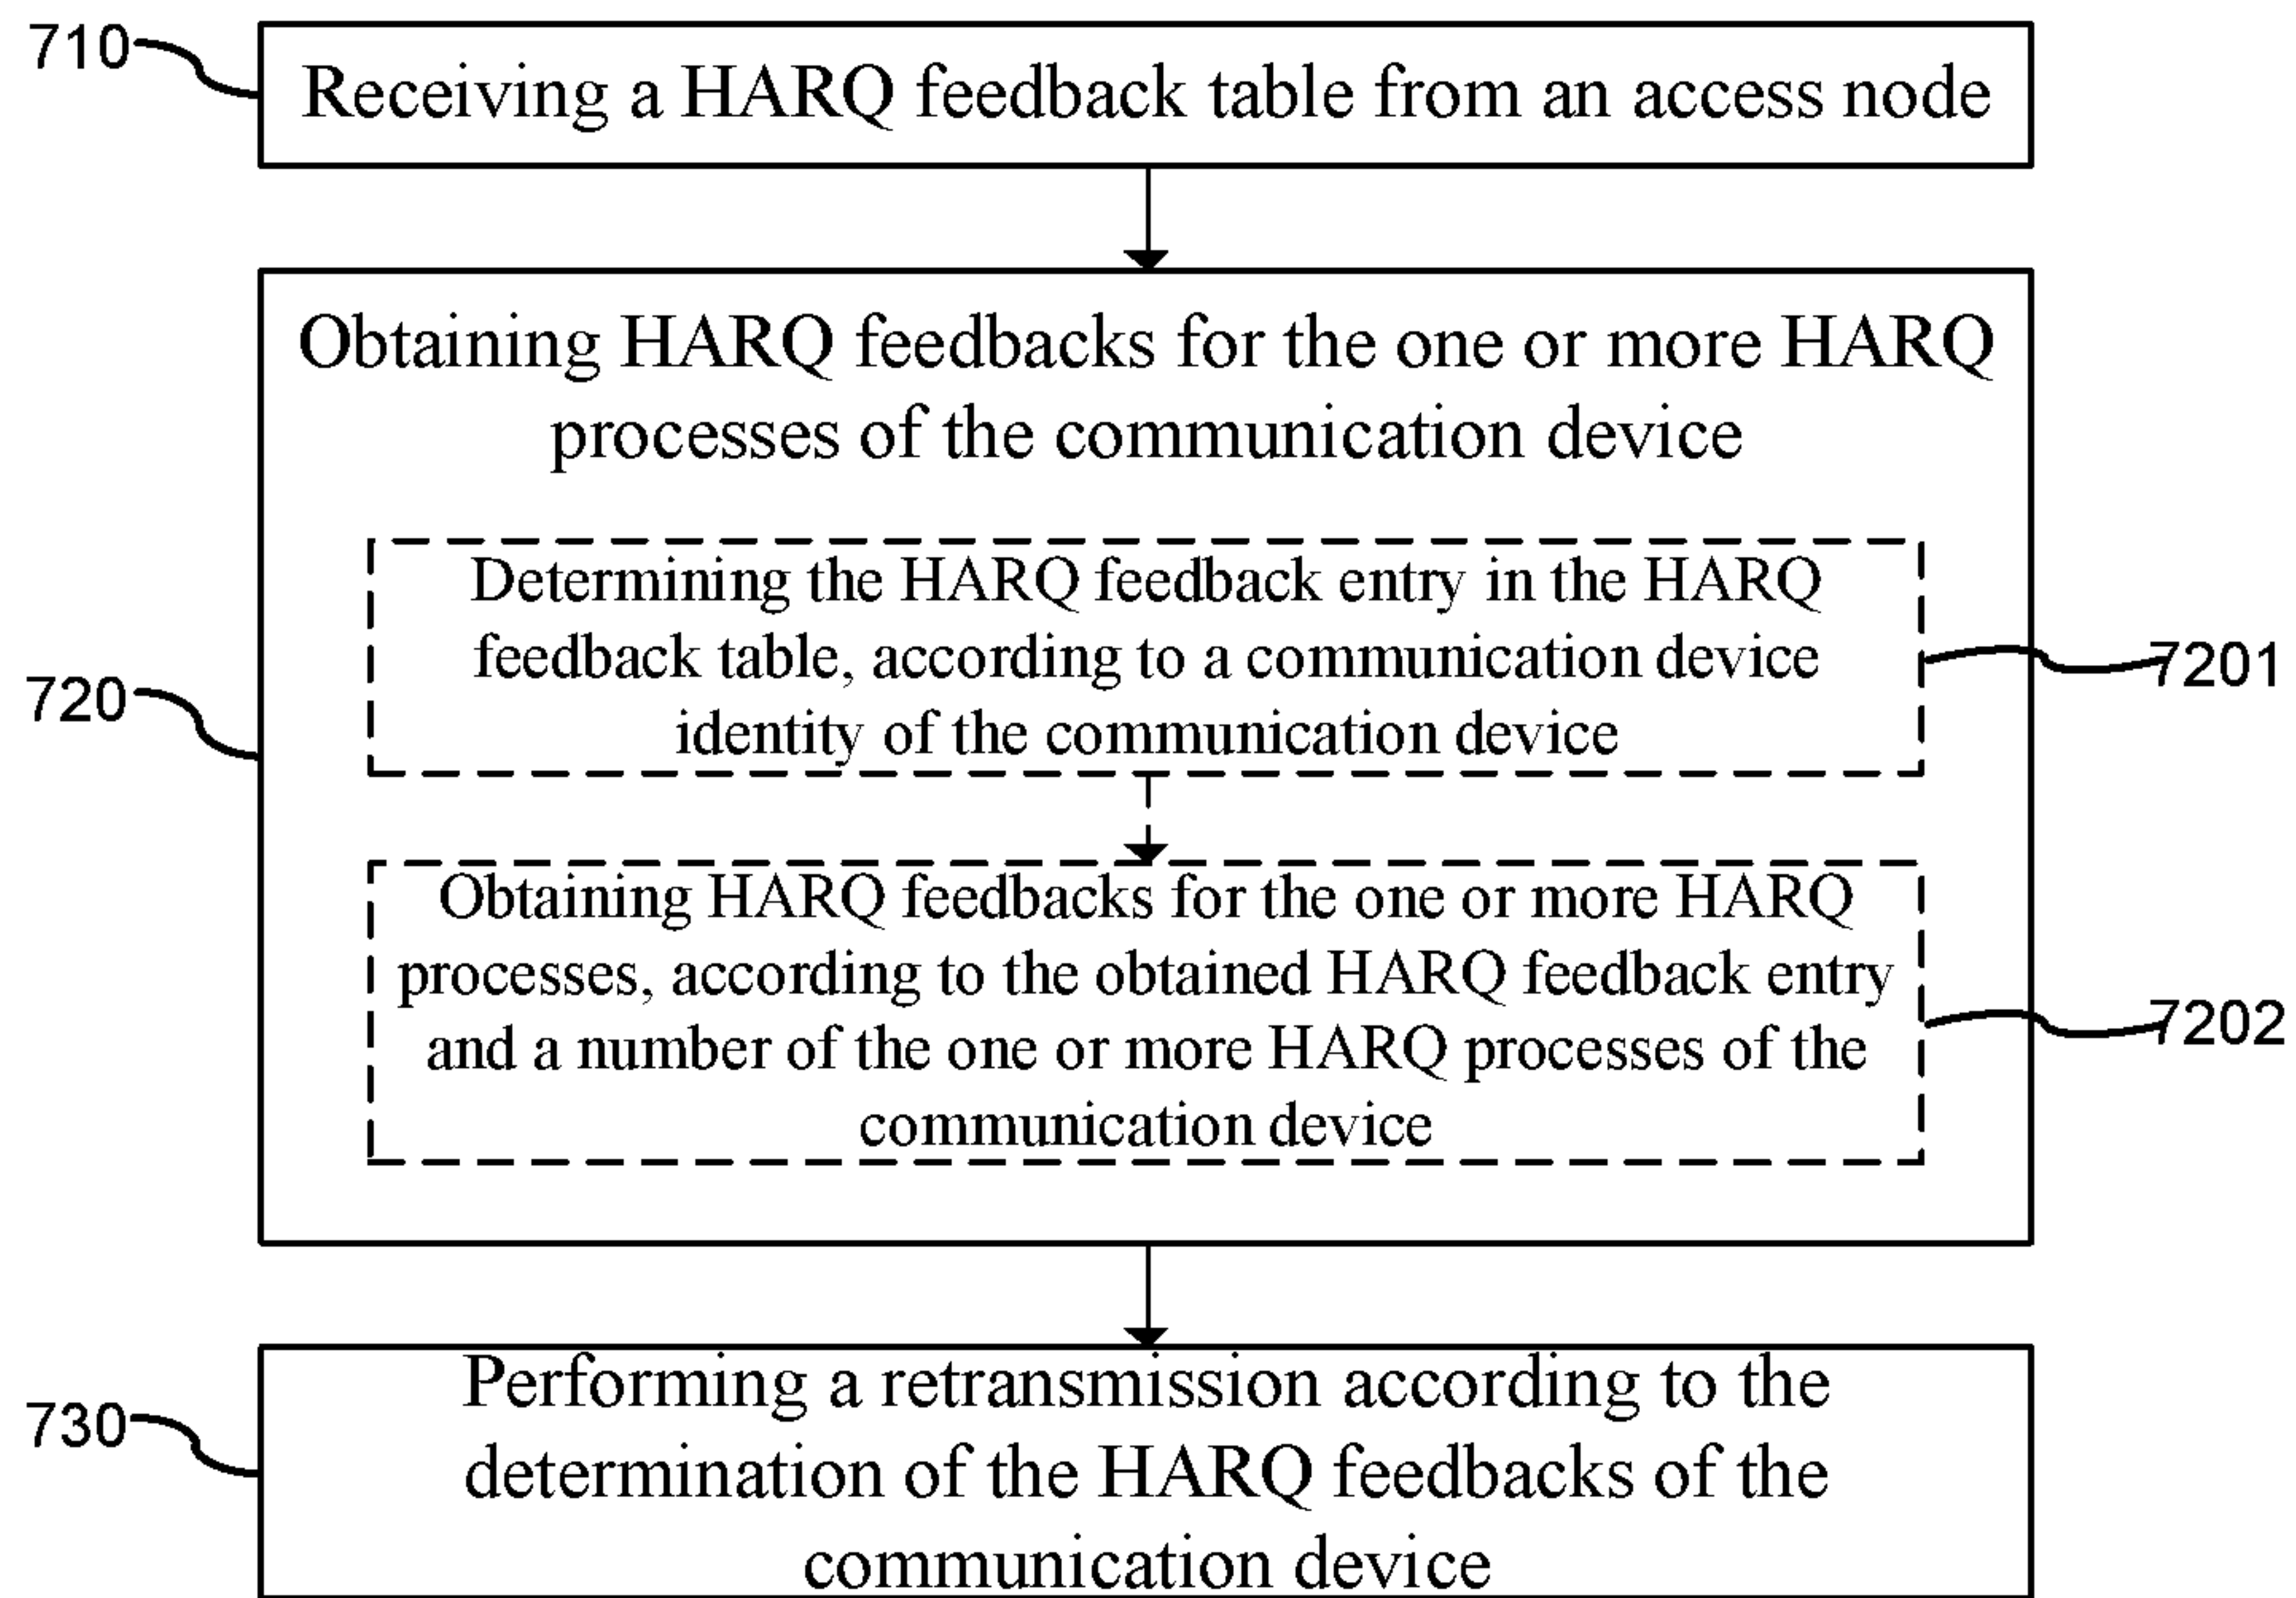 710
Receiving a HARQ feedback table from an access node
720
Obtaining HARQ feedbacks for the one or more HARQ
processes of the communication device
Determining the HARQ feedback entry in the HARQ
feedback table, according to a communication device
identity of the communication device
7201
Obtaining HARQ feedbacks for the one or more HARQ
processes, according to the obtained HARQ feedback entry
and a number of the one or more HARQ processes of the
communication device
7202
730
Performing a retransmission according to the
determination of the HARQ feedbacks of the
communication device